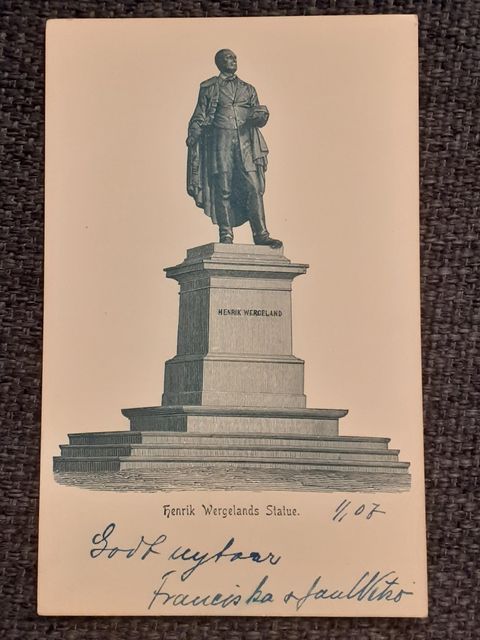 HENRIK WERGELAND
Henrik Wergelands Statue.
1/1 07
Godt nytaar
Franciska &